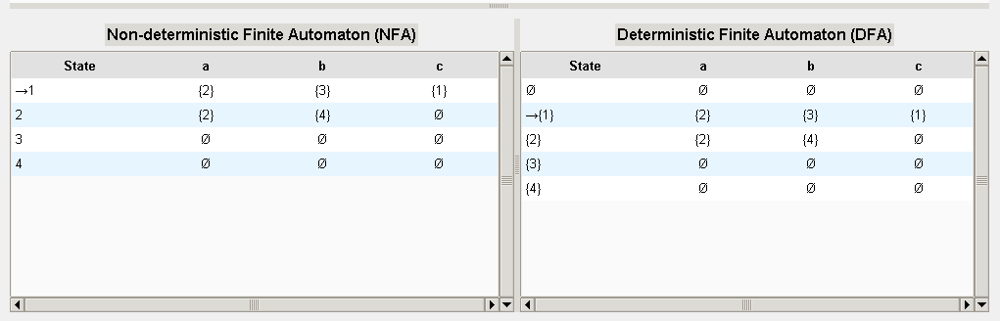 Non-deterministic Finite Automaton (NFA)
State a b c
→1 {2} {3} {1}
2 {2} {4} Ø
3 Ø Ø Ø
4 Ø Ø Ø
Deterministic Finite Automaton (DFA)
State a b c
Ø Ø Ø Ø
→{1} {2} {3} {1}
{2} {2} {4} Ø
{3} Ø Ø Ø
{4} Ø Ø Ø